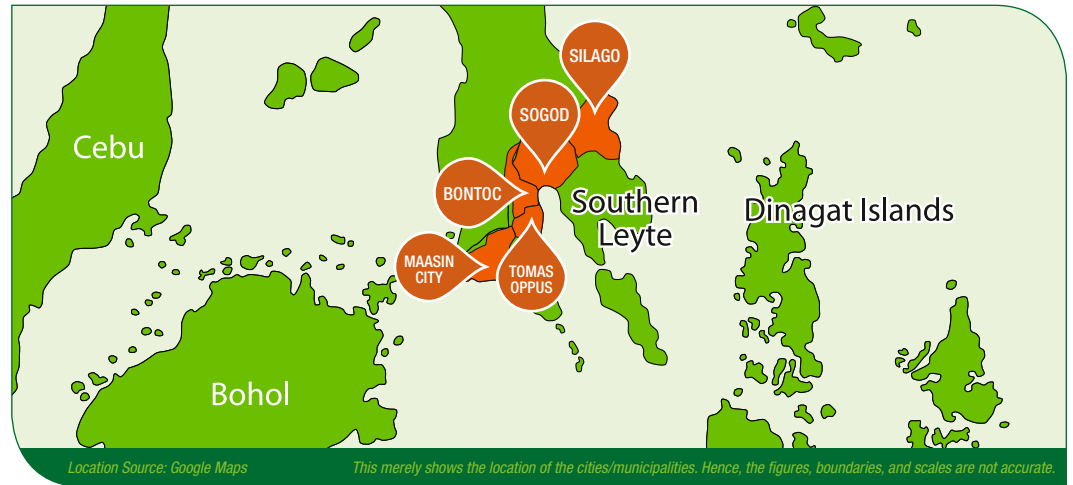 SILAGO
SOGOD
Cebu
BONTOC
Southern
Leyte
Dinagat Islands
MAASIN
CITY
TOMAS
OPPUS
Bohol
Location Source: Google Maps
This merely shows the location of the cities/municipalities. Hence, the figures, boundaries, and scales are not accurate.